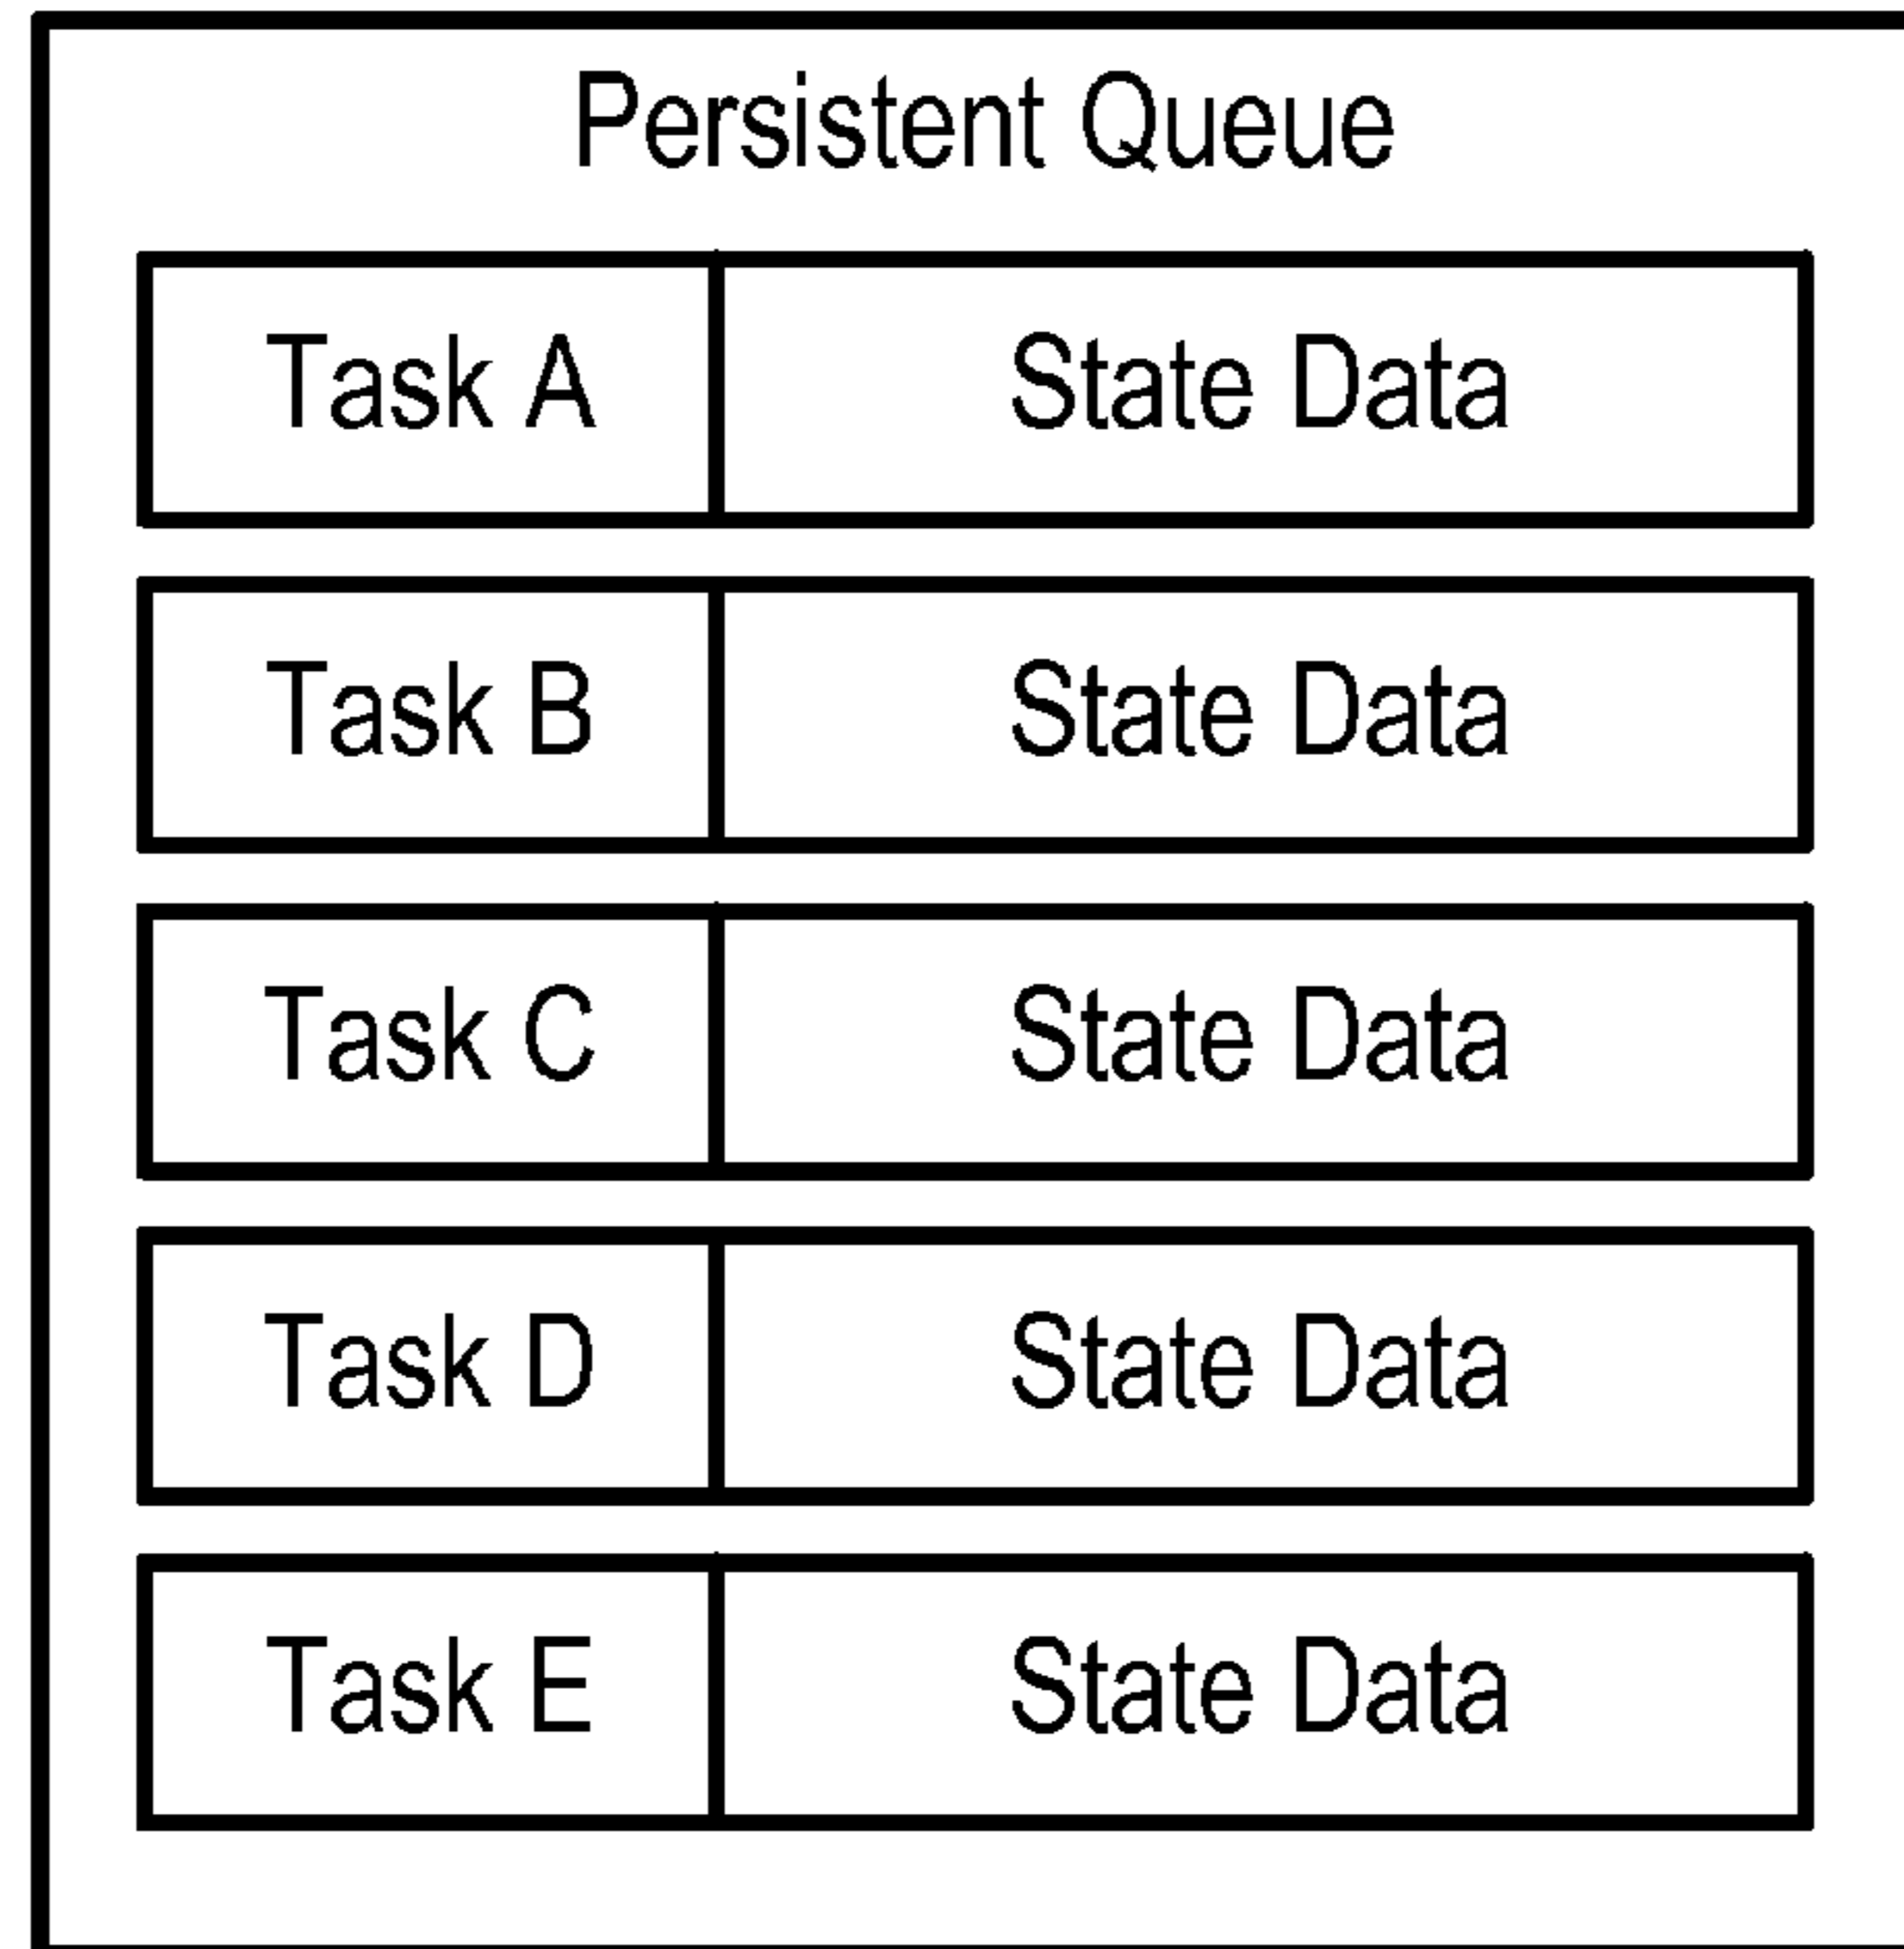 Persistent Queue
Task A State Data
Task B State Data
Task C State Data
Task D State Data
Task E State Data